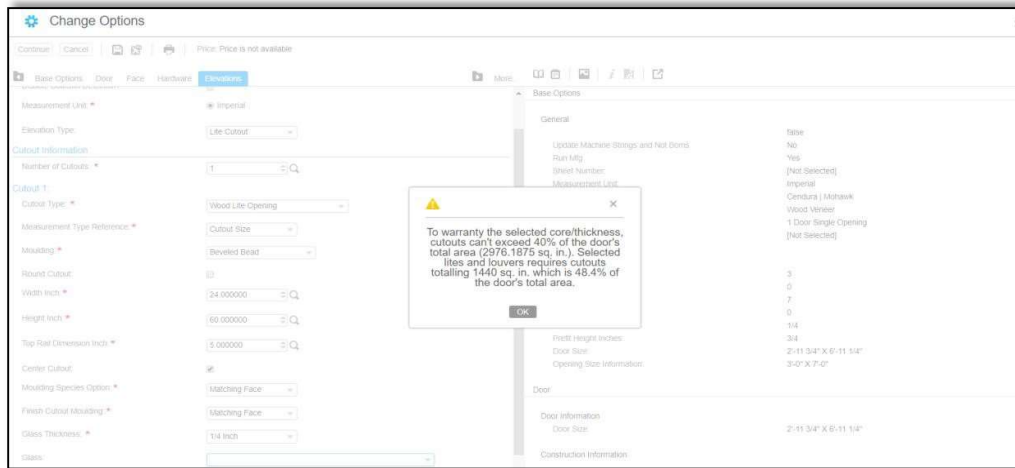 Change Options
Continue Cancel Price: Price is not available
Base Options Door Face Hardware Elevations More
Measurement Unit: * Imperial
Elevation Type: Lite Cutout
Cutout Information
Number of Cutouts: * 1
Cutout 1:
Cutout Type: * Wood Lite Opening
Measurement Type Reference: * Cutout Size
Moulding: * Beveled Bead
Round Cutout:
Width Inch: * 24.000000
Height Inch: * 60.000000
Top Rail Dimension Inch: * 5.000000
Center Cutout:
Moulding Species Option: * Matching Face
Finish Cutout Moulding: * Matching Face
Glass Thickness: * 1/4 Inch
Glass:
To warranty the selected core/thickness,
cutouts can't exceed 40% of the door's
total area (2976.1875 sq. in.). Selected
lites and louvers requires cutouts
totalling 1440 sq. in. which is 48.4% of
the door's total area.
OK
Base Options
General
false
Update Machine Strings and Not Boms No
Run Mfg Yes
Sheet Number: [Not Selected]
Measurement Unit: Imperial
Cendura | Mohawk
Wood Veneer
1 Door Single Opening
[Not Selected]
3
0
7
0
1/4
Prefit Height Inches: 3/4
Door Size: 2'-11 3/4" X 6'-11 1/4"
Opening Size Information: 3'-0" X 7'-0"
Door
Door Information
Door Size: 2'-11 3/4" X 6'-11 1/4"
Construction Information